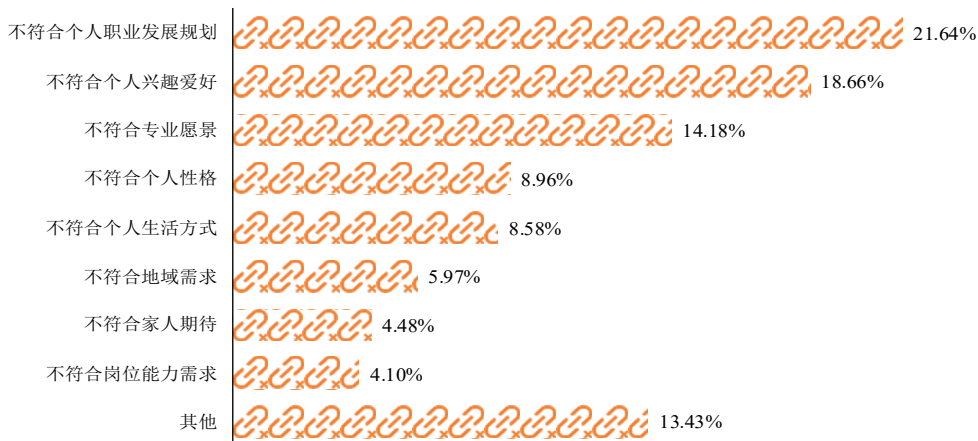 不符合个人职业发展规划 21.64%
不符合个人兴趣爱好 18.66%
不符合专业愿景 14.18%
不符合个人性格 8.96%
不符合个人生活方式 8.58%
不符合地域需求 5.97%
不符合家人期待 4.48%
不符合岗位能力需求 4.10%
其他 13.43%